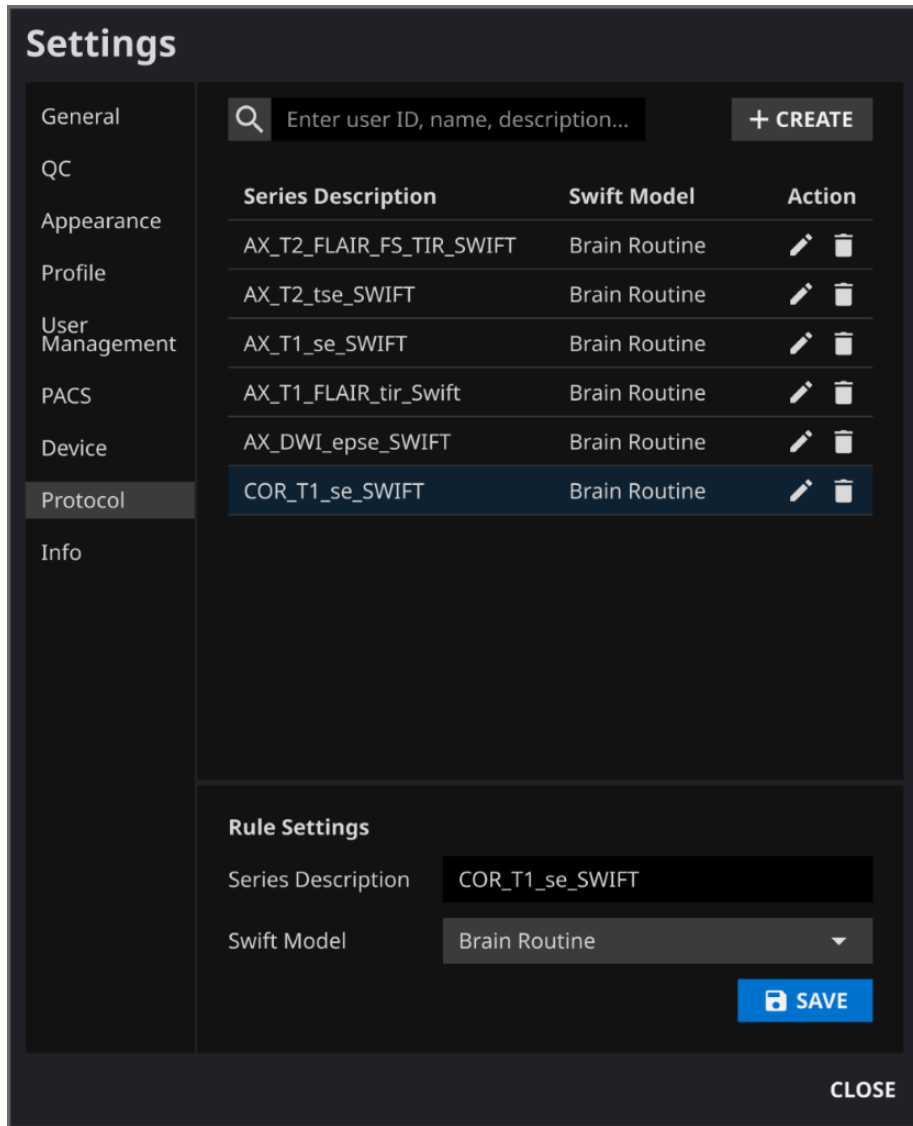 Settings
General
QC
Appearance
Profile
User
Management
PACS
Device
Protocol
Info
Enter user ID, name, description...
+ CREATE
Series Description Swift Model Action
AX_T2_FLAIR_FS_TIR_SWIFT Brain Routine
AX_T2_tse_SWIFT Brain Routine
AX_T1_se_SWIFT Brain Routine
AX_T1_FLAIR_tir_Swift Brain Routine
AX_DWI_epse_SWIFT Brain Routine
COR_T1_se_SWIFT Brain Routine
Rule Settings
Series Description COR_T1_se_SWIFT
Swift Model Brain Routine
SAVE
CLOSE